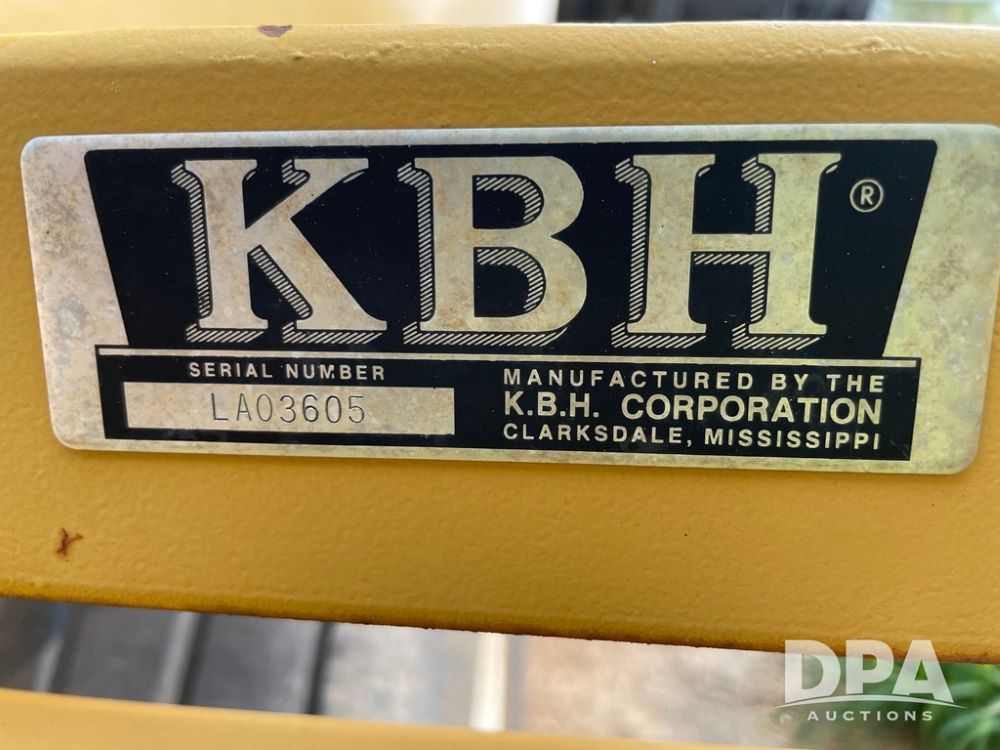 KBH®
SERIAL NUMBER
LA03605
MANUFACTURED BY THE
K.B.H. CORPORATION
CLARKSDALE, MISSISSIPPI
DPA
AUCTIONS